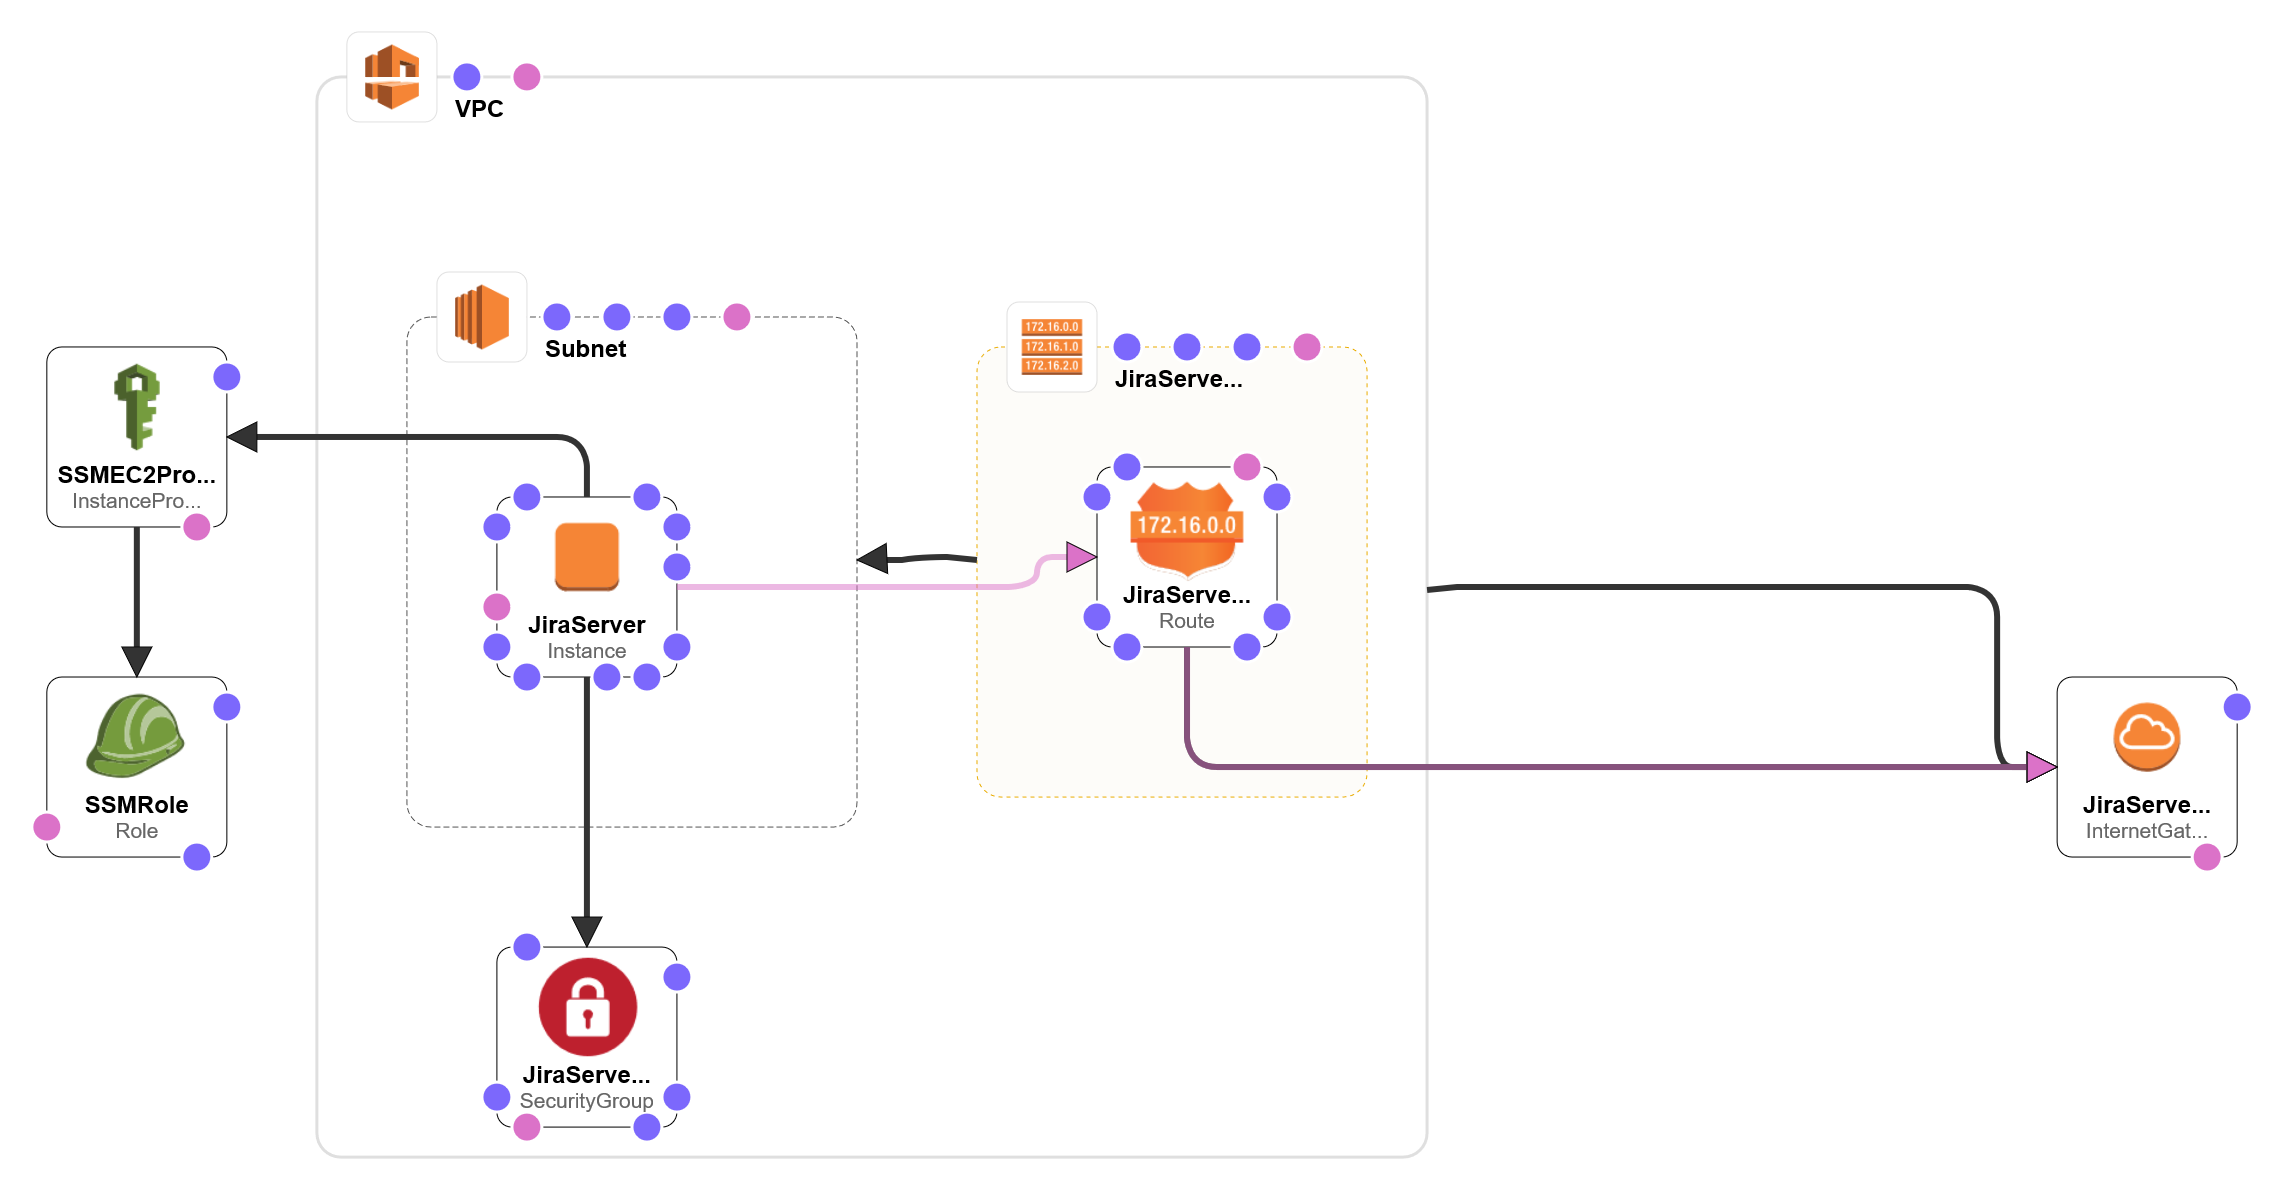 VPC
Subnet
172.16.0.0
172.16.1.0
172.16.2.0
JiraServe...
SSMEC2Pro...
InstancePro...
172.16.0.0
JiraServe...
Route
JiraServer
Instance
SSMRole
Role
JiraServe...
InternetGat...
JiraServe...
SecurityGroup